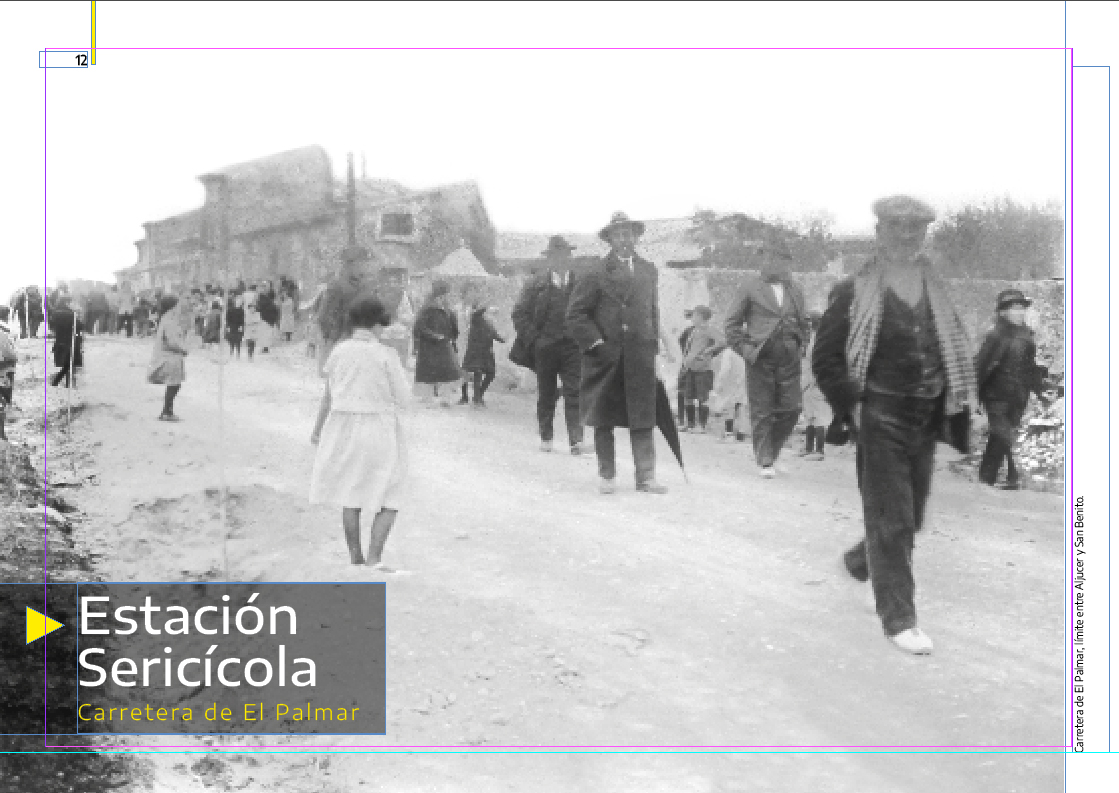 12
Estación
Sericícola
Carretera de El Palmar
Carretera de El Palmar, límite entre Aljucer y San Benito.